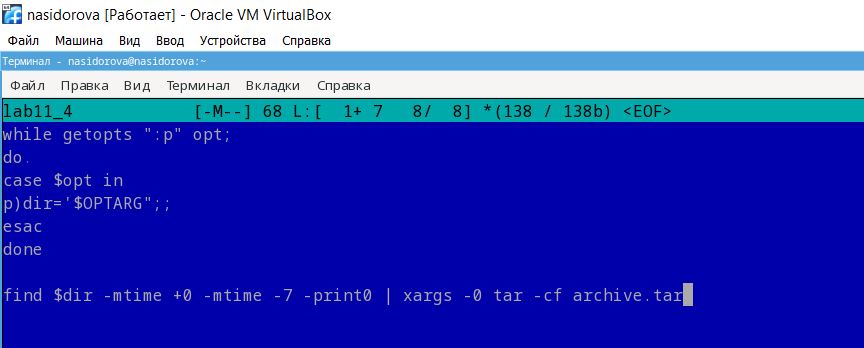 nasidorova [Работает] - Oracle VM VirtualBox
Файл Машина Вид Ввод Устройства Справка
Терминал - nasidorova@nasidorova:~
Файл Правка Вид Терминал Вкладки Справка
lab11_4 [-M--] 68 L:[ 1+ 7 8/ 8] *(138 / 138b) <EOF>
while getopts ":p" opt;
do.
case $opt in
p)dir='$OPTARG";;
esac
done
find $dir -mtime +0 -mtime -7 -print0 | xargs -0 tar -cf archive.tar